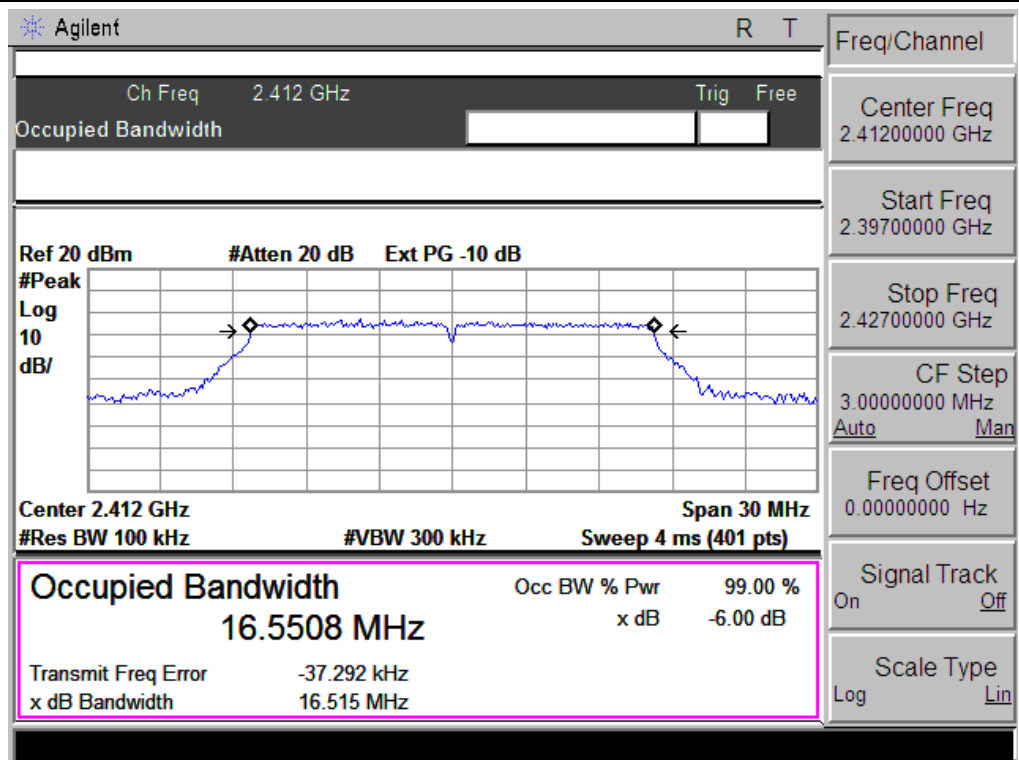 Agilent R T
Ch Freq 2.412 GHz Trig Free
Occupied Bandwidth
Ref 20 dBm #Atten 20 dB Ext PG -10 dB
#Peak
Log
10
dB/
Center 2.412 GHz Span 30 MHz
#Res BW 100 kHz #VBW 300 kHz Sweep 4 ms (401 pts)
Occupied Bandwidth
16.5508 MHz
Occ BW % Pwr 99.00 %
x dB -6.00 dB
Transmit Freq Error -37.292 kHz
x dB Bandwidth 16.515 MHz
Freq/Channel
Center Freq
2.41200000 GHz
Start Freq
2.39700000 GHz
Stop Freq
2.42700000 GHz
CF Step
3.00000000 MHz
Auto Man
Freq Offset
0.00000000 Hz
Signal Track
On Off
Scale Type
Log Lin